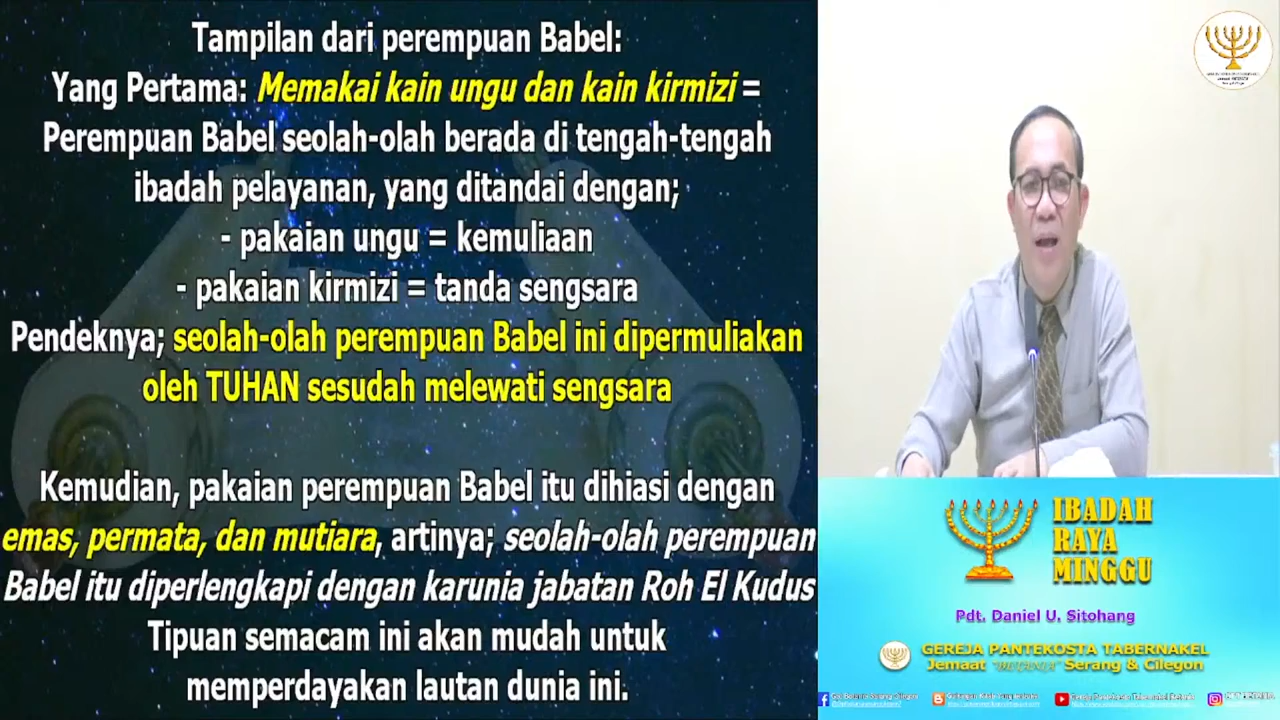 Tampilan dari perempuan Babel:
Yang Pertama: Memakai kain ungu dan kain kirmizi =
Perempuan Babel seolah-olah berada di tengah-tengah
ibadah pelayanan, yang ditandai dengan;
- pakaian ungu = kemuliaan
- pakaian kirmizi = tanda sengsara
Pendeknya; seolah-olah perempuan Babel ini dipermuliakan
oleh TUHAN sesudah melewati sengsara
Kemudian, pakaian perempuan Babel itu dihiasi dengan
emas, permata, dan mutiara, artinya; seolah-olah perempuan
Babel itu diperlengkapi dengan karunia jabatan Roh El Kudus
Tipuan semacam ini akan mudah untuk
memperdayakan lautan dunia ini.
IBADAH
RAYA
MINGGU
Pdt. Daniel U. Sitohang
GEREJA PANTEKOSTA TABERNAKEL
Jemaat "BETANIA" Serang & Cilegon